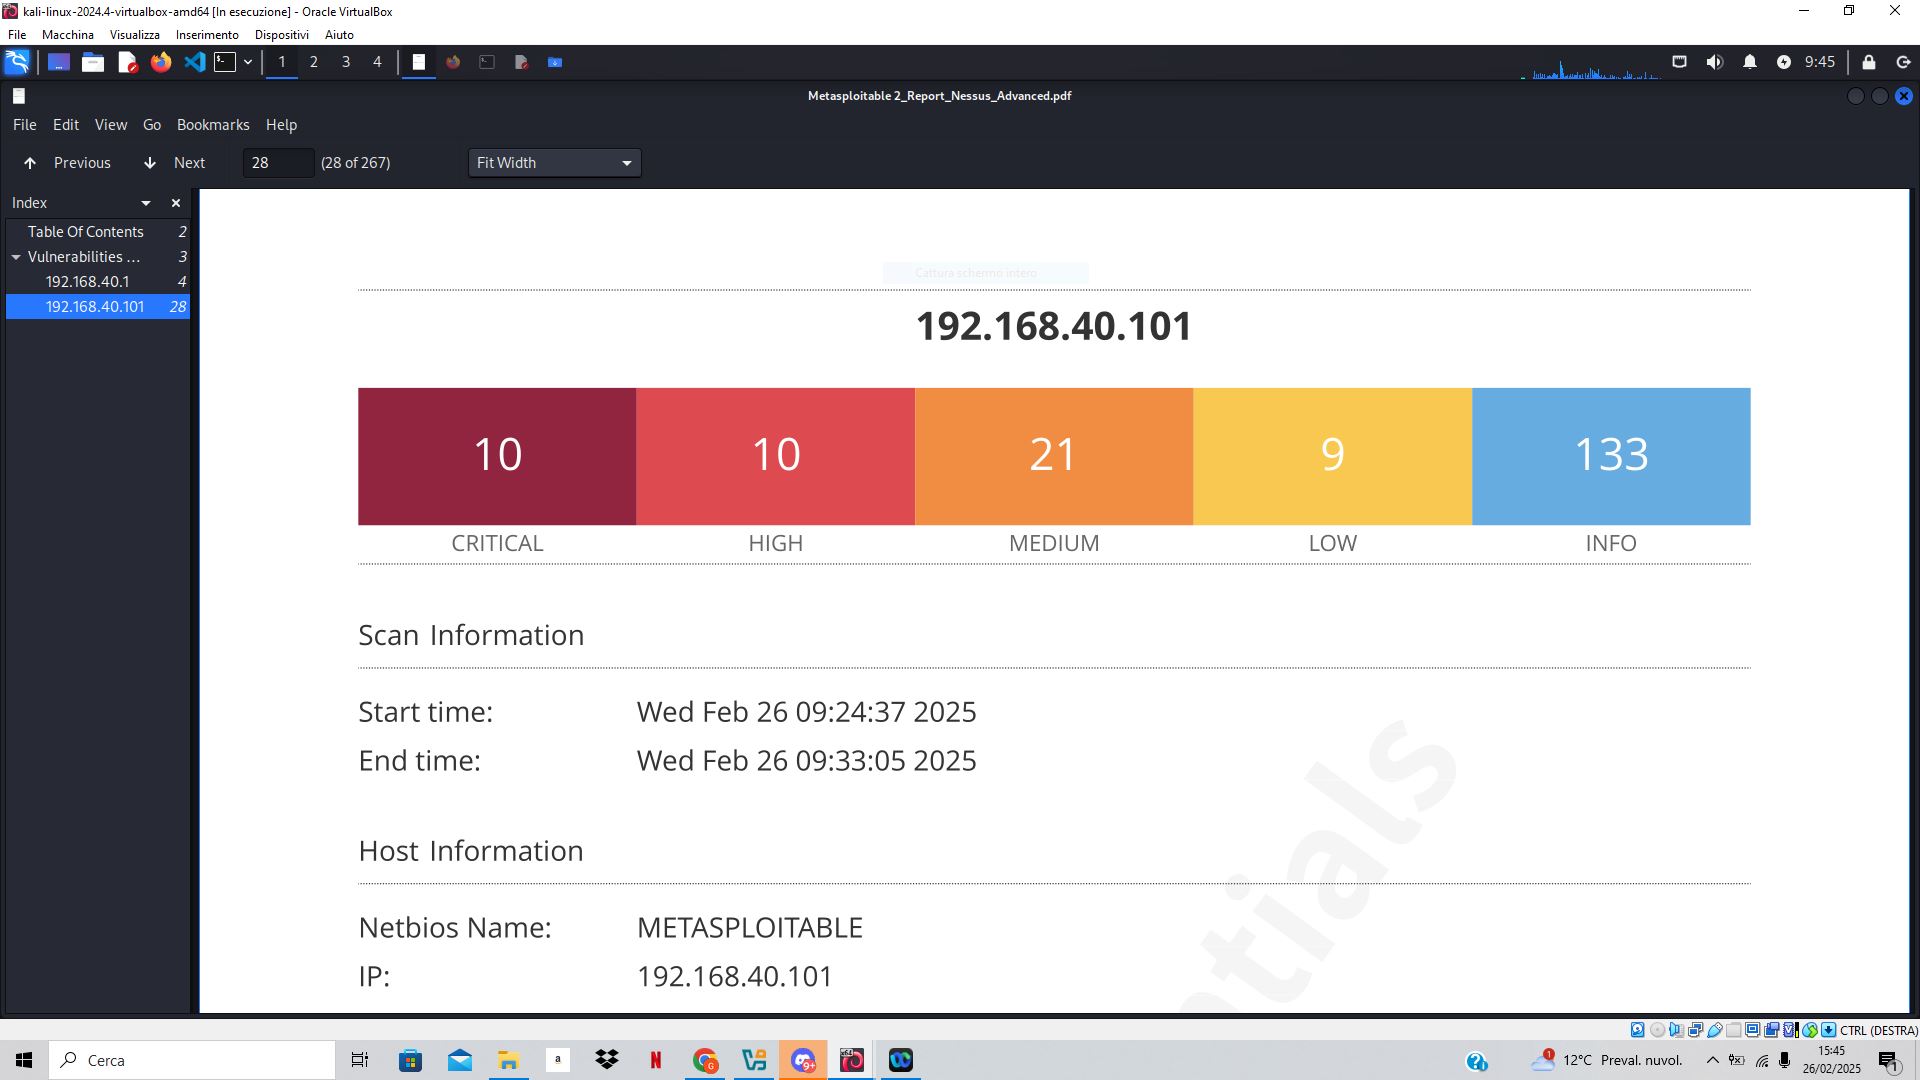 kali-linux-2024.4-virtualbox-amd64 [In esecuzione] - Oracle VirtualBox
File Macchina Visualizza Inserimento Dispositivi Aiuto
1 2 3 4 9:45
Metasploitable 2_Report_Nessus_Advanced.pdf
File Edit View Go Bookmarks Help
Previous Next 28 (28 of 267) Fit Width
Index
Table Of Contents 2
Vulnerabilities ... 3
192.168.40.1 4
192.168.40.101 28
Cattura schermo intero
192.168.40.101
10 10 21 9 133
CRITICAL HIGH MEDIUM LOW INFO
Scan Information
Start time: Wed Feb 26 09:24:37 2025
End time: Wed Feb 26 09:33:05 2025
Host Information
Netbios Name: METASPLOITABLE
IP: 192.168.40.101
ntials
CTRL (DESTRA)
Cerca
12°C Preval. nuvol.
15:45
26/02/2025